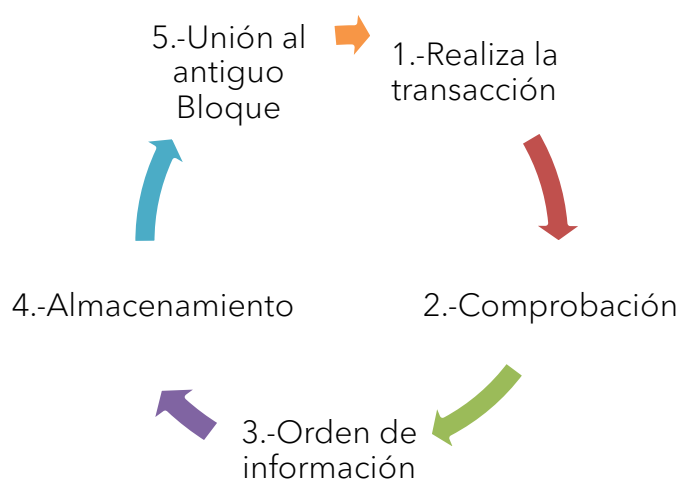 1.-Realiza la
transacción
2.-Comprobación
3.-Orden de
información
4.-Almacenamiento
5.-Unión al
antiguo
Bloque